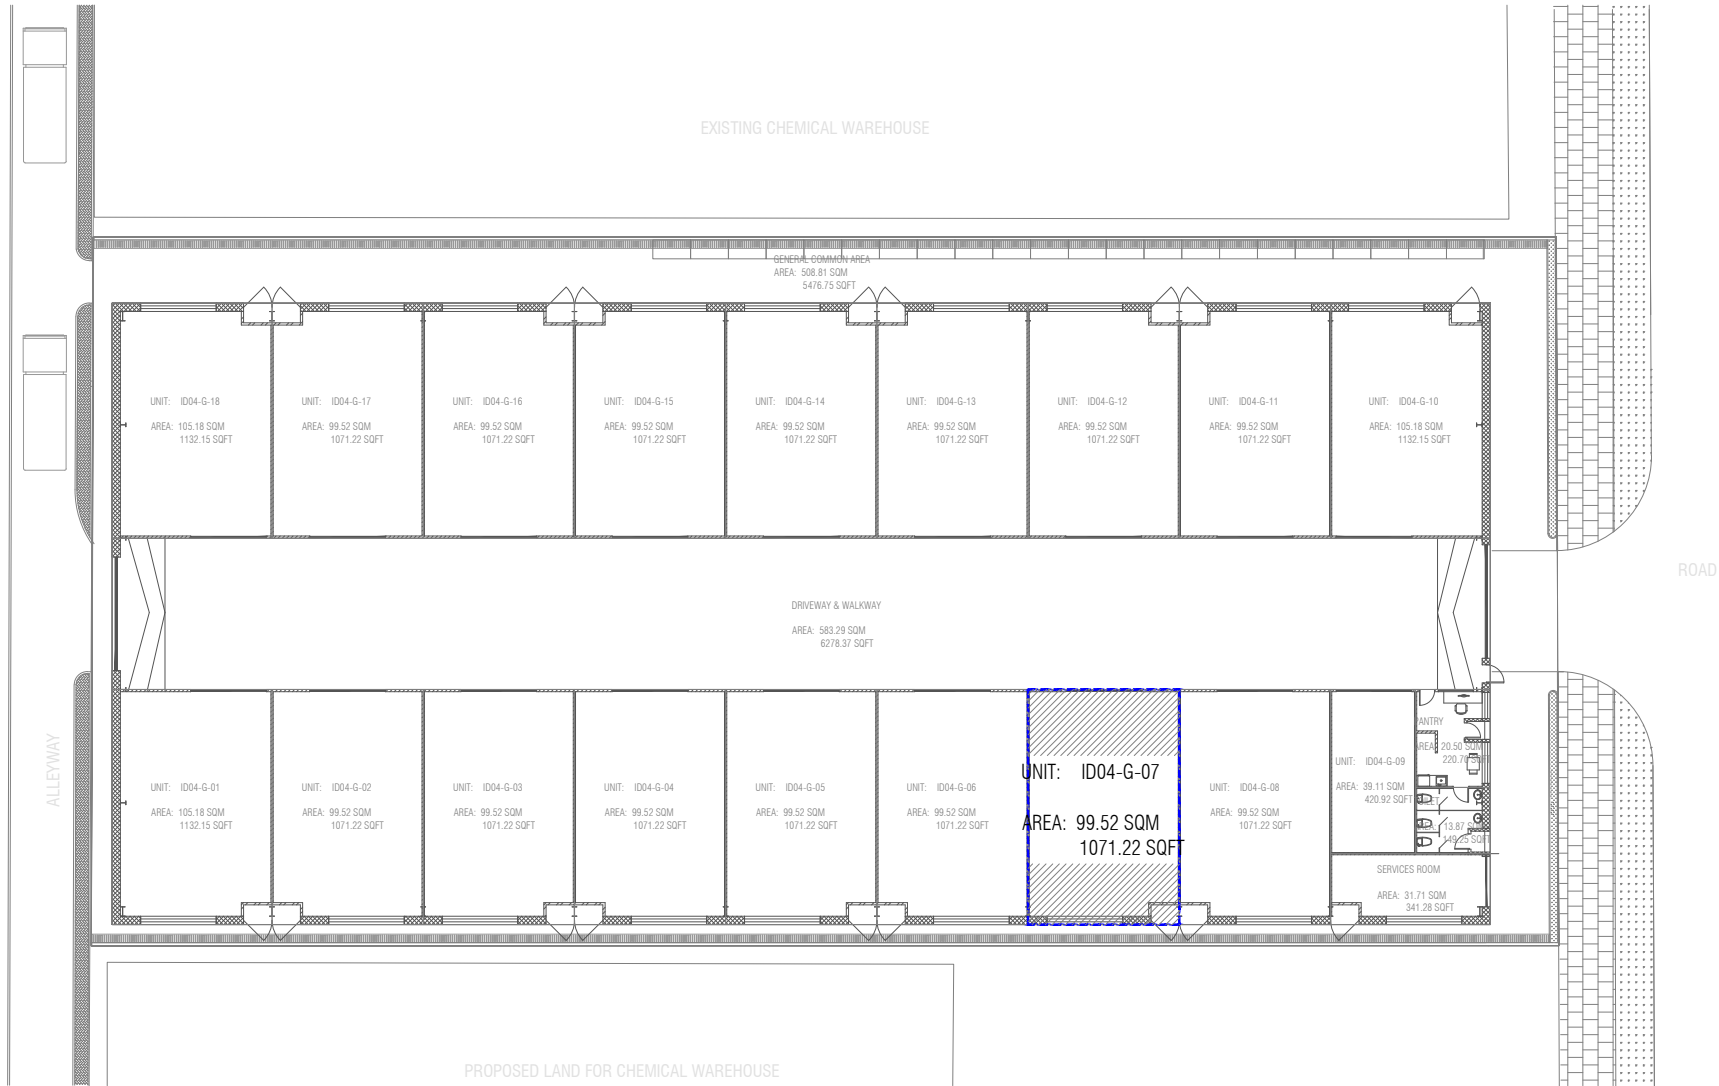 EXISTING CHEMICAL WAREHOUSE
GENERAL COMMON AREA
AREA: 508.81 SQM
5476.75 SQFT
UNIT: ID04-G-18
AREA: 105.18 SQM
1132.15 SQFT
UNIT: ID04-G-17
AREA: 99.52 SQM
1071.22 SQFT
UNIT: ID04-G-16
AREA: 99.52 SQM
1071.22 SQFT
UNIT: ID04-G-15
AREA: 99.52 SQM
1071.22 SQFT
UNIT: ID04-G-14
AREA: 99.52 SQM
1071.22 SQFT
UNIT: ID04-G-13
AREA: 99.52 SQM
1071.22 SQFT
UNIT: ID04-G-12
AREA: 99.52 SQM
1071.22 SQFT
UNIT: ID04-G-11
AREA: 99.52 SQM
1071.22 SQFT
UNIT: ID04-G-10
AREA: 105.18 SQM
1132.15 SQFT
ROAD
DRIVEWAY & WALKWAY
AREA: 583.29 SQM
6278.37 SQFT
ALLEYWAY
UNIT: ID04-G-01
AREA: 105.18 SQM
1132.15 SQFT
UNIT: ID04-G-02
AREA: 99.52 SQM
1071.22 SQFT
UNIT: ID04-G-03
AREA: 99.52 SQM
1071.22 SQFT
UNIT: ID04-G-04
AREA: 99.52 SQM
1071.22 SQFT
UNIT: ID04-G-05
AREA: 99.52 SQM
1071.22 SQFT
UNIT: ID04-G-06
AREA: 99.52 SQM
1071.22 SQFT
UNIT: ID04-G-07
AREA: 99.52 SQM
1071.22 SQFT
UNIT: ID04-G-08
AREA: 99.52 SQM
1071.22 SQFT
UNIT: ID04-G-09
AREA: 39.11 SQM
420.92 SQFT
PANTRY
AREA: 20.50 SQM
220.70 SQFT
TOILET
AREA: 13.87 SQM
149.25 SQFT
SERVICES ROOM
AREA: 31.71 SQM
341.28 SQFT
PROPOSED LAND FOR CHEMICAL WAREHOUSE